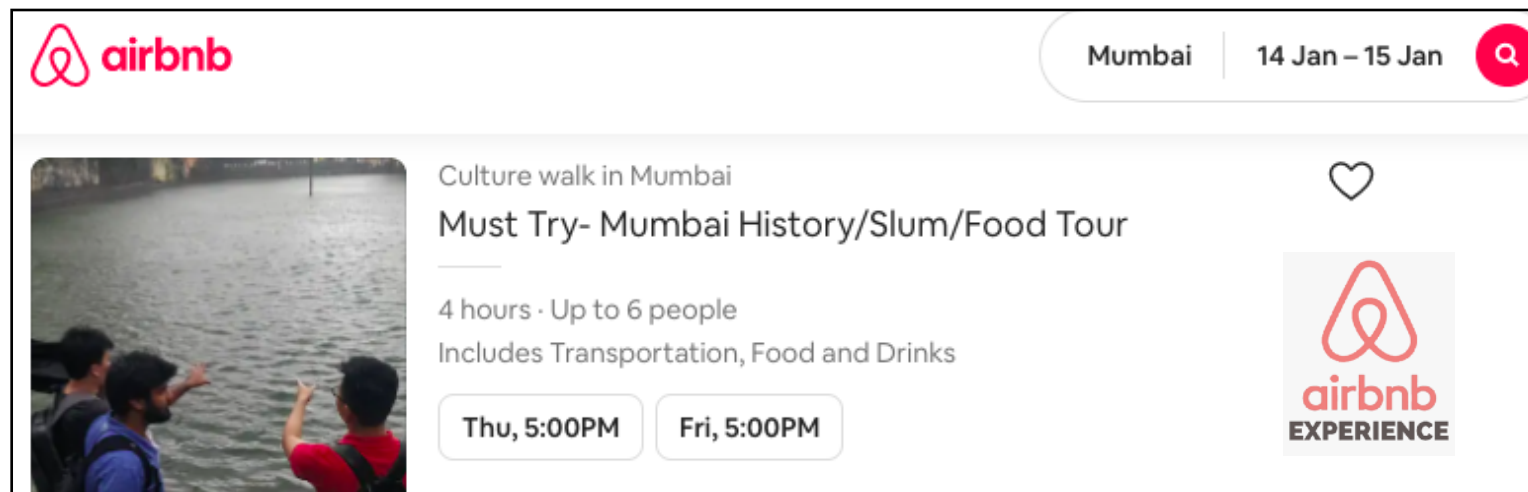 airbnb
Mumbai 14 Jan – 15 Jan
Culture walk in Mumbai
Must Try- Mumbai History/Slum/Food Tour
4 hours · Up to 6 people
Includes Transportation, Food and Drinks
Thu, 5:00PM Fri, 5:00PM
airbnb
EXPERIENCE